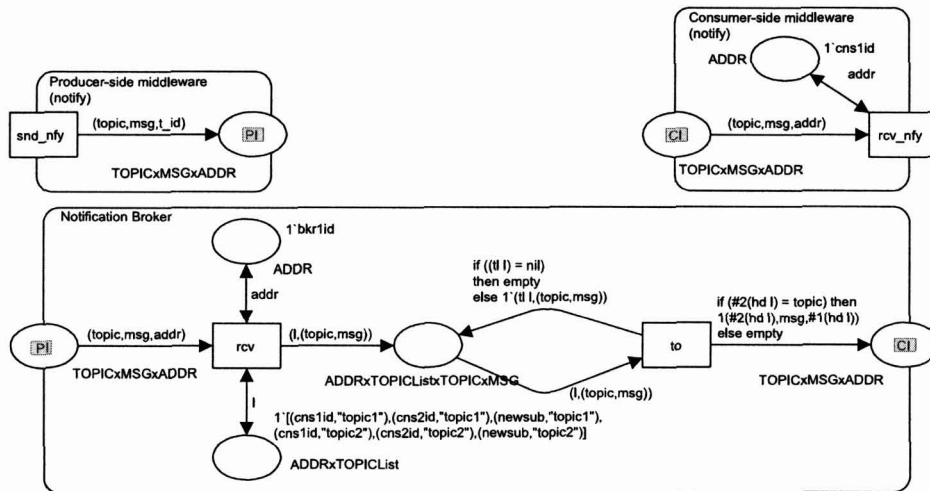 Producer-side middleware
(notify)
snd_nfy
(topic,msg,t_id)
PI
TOPICxMSGxADDR
Consumer-side middleware
(notify)
1`cns1id
ADDR
addr
CI
(topic,msg,addr)
rcv_nfy
TOPICxMSGxADDR
Notification Broker
1`bkr1id
ADDR
addr
PI
(topic,msg,addr)
TOPICxMSGxADDR
rcv
(l,(topic,msg))
ADDRxTOPICListxTOPICxMSG
if ((tl l) = nil)
then empty
else 1`(tl l,(topic,msg))
(l,(topic,msg))
to
if (#2(hd l) = topic) then
1(#2(hd l),msg,#1(hd l))
else empty
CI
TOPICxMSGxADDR
l
1`[(cns1id,"topic1"),(cns2id,"topic1"),(newsub,"topic1"),
(cns1id,"topic2"),(cns2id,"topic2"),(newsub,"topic2")]
ADDRxTOPICList